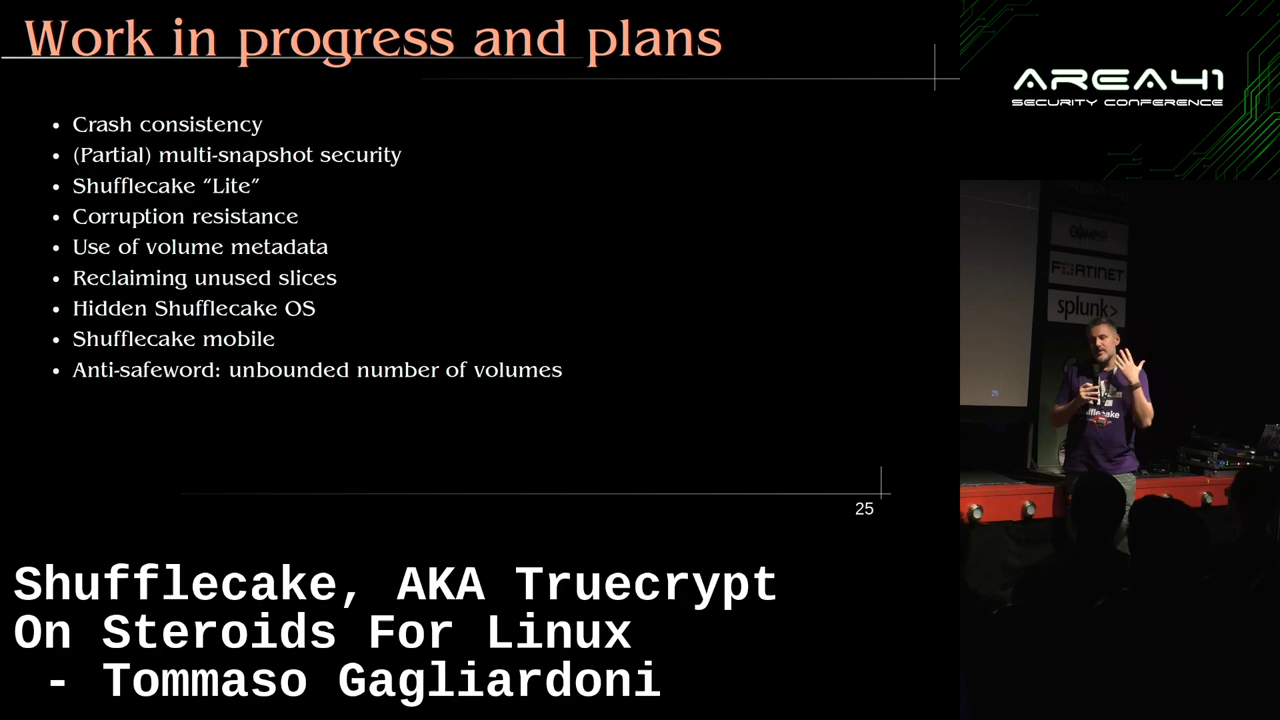 Work in progress and plans
• Crash consistency
• (Partial) multi-snapshot security
• Shufflecake “Lite”
• Corruption resistance
• Use of volume metadata
• Reclaiming unused slices
• Hidden Shufflecake OS
• Shufflecake mobile
• Anti-safeword: unbounded number of volumes
25
AREA41
SECURITY CONFERENCE
FORTINET
splunk>
25
Shufflecake, AKA Truecrypt
On Steroids For Linux
- Tommaso Gagliardoni